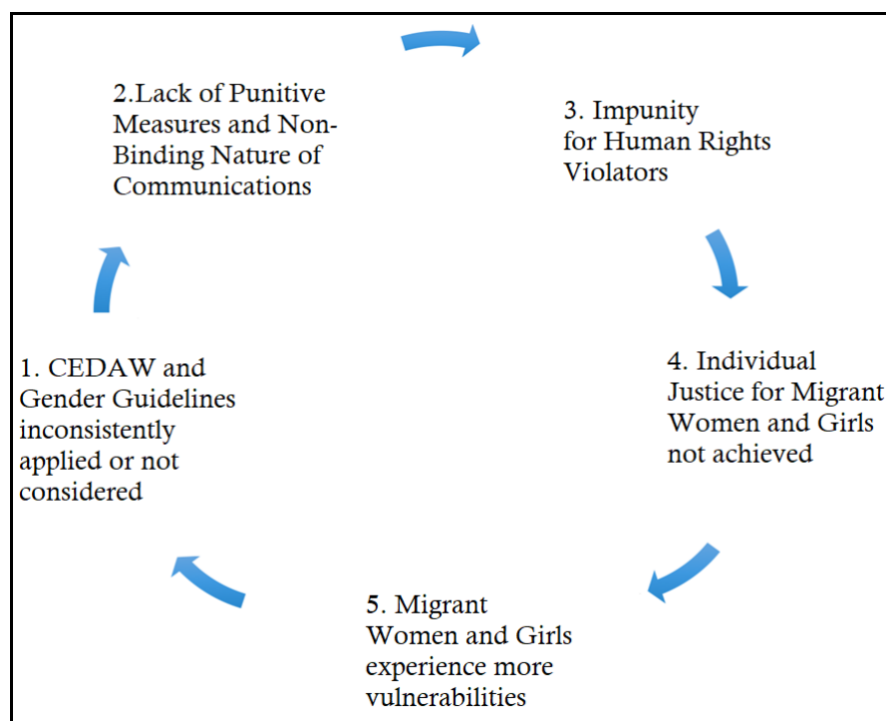 1. CEDAW and
Gender Guidelines
inconsistently
applied or not
considered
2.Lack of Punitive
Measures and Non-
Binding Nature of
Communications
3. Impunity
for Human Rights
Violators
4. Individual
Justice for Migrant
Women and Girls
not achieved
5. Migrant
Women and Girls
experience more
vulnerabilities